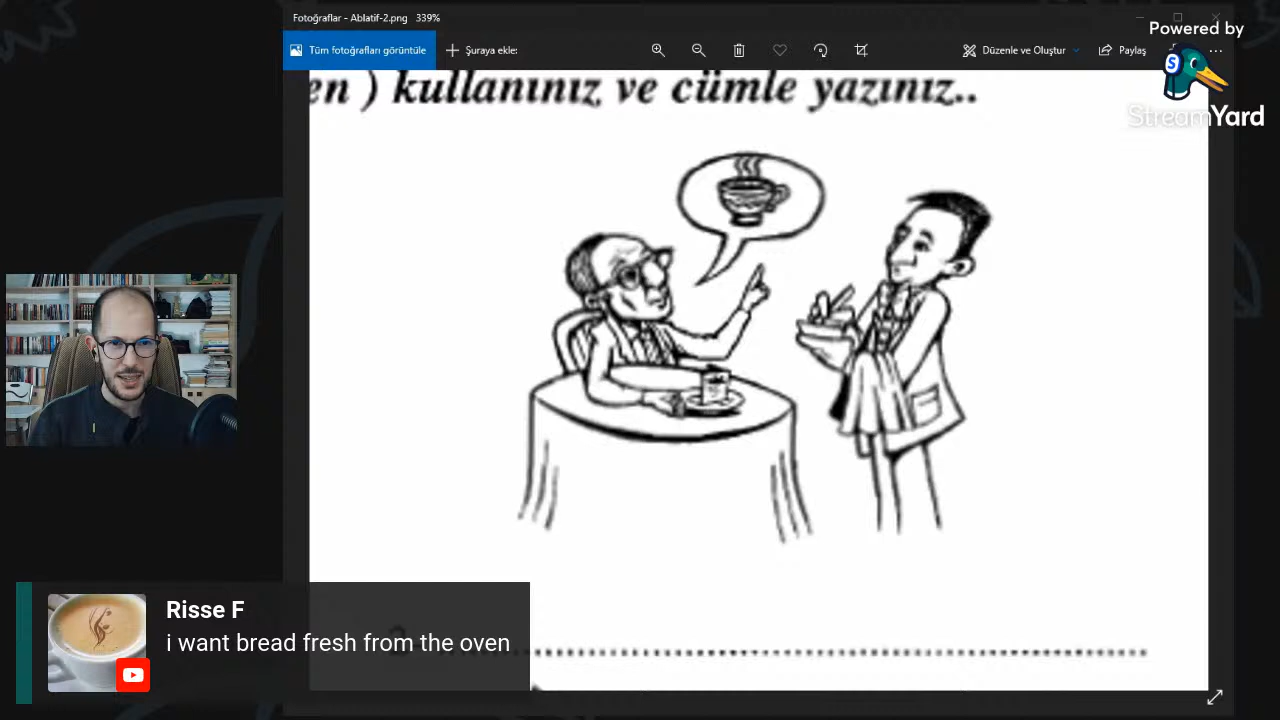 Fotoğraflar - Ablatif-2.png 339%
Tüm fotoğrafları görüntüle
Şuraya ekle:
Düzenle ve Oluştur
Paylaş
Powered by
S
StreamYard
en ) kullanınız ve cümle yazınız..
Risse F
i want bread fresh from the oven